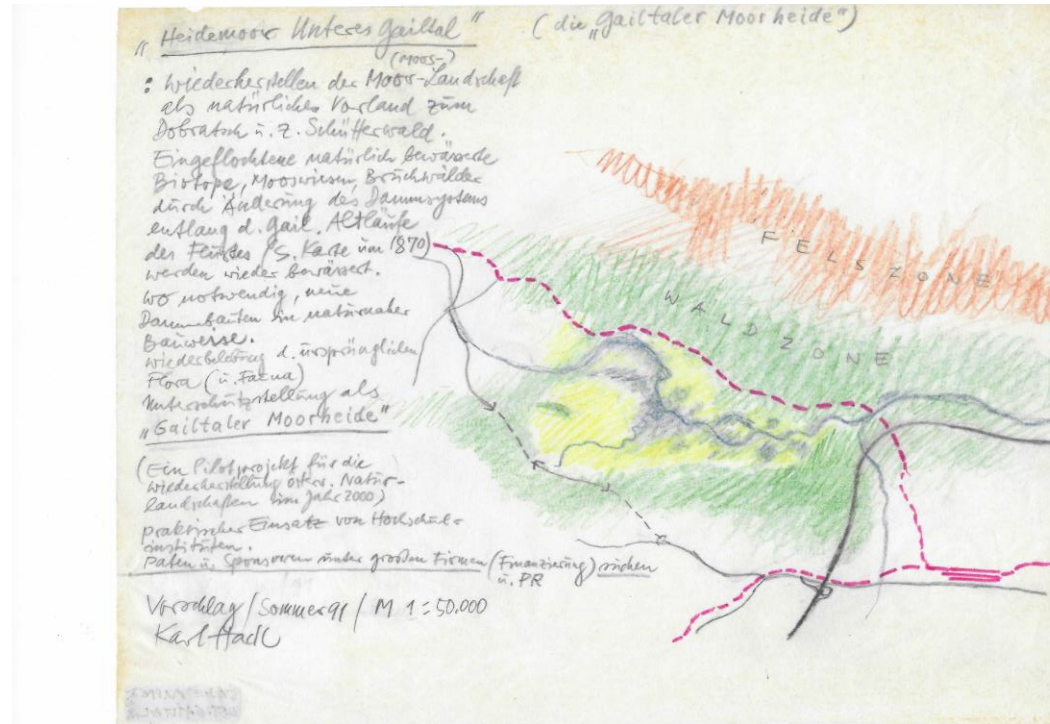 "Heidemoor Unteres Gailtal" (die "Gailtaler Moorheide")
(Moos-)
: Wiederherstellen der Moor-Landschaft
als natürliches Vorland zum
Dobratsch u. z. Schütterwald.
Eingeflochtene natürlich bewässerte
Biotope, Mooswiesen, Bruchwälder
durch Änderung des Dammsystems
entlang d. Gail. Altläufe
des Flußes (s. Karte um 1870)
werden wieder bewässert.
wo notwendig, neue
Dammbauten in naturnaher
Bauweise.
Wiederbelebung d. ursprünglichen
Flora (u. Fauna)
Unterschutzstellung als
"Gailtaler Moorheide"
(Ein Pilotprojekt für die
Wiederherstellung österr. Natur-
landschaften im Jahr 2000)
praktischer Einsatz von Hochschul-
instituten.
Paten u. Sponsoren unter großen Firmen (Finanzierung) suchen
u. PR
Vorschlag / Sommer 91 / M 1:50.000
Karl Hack
FELSZONE
WALDZONE